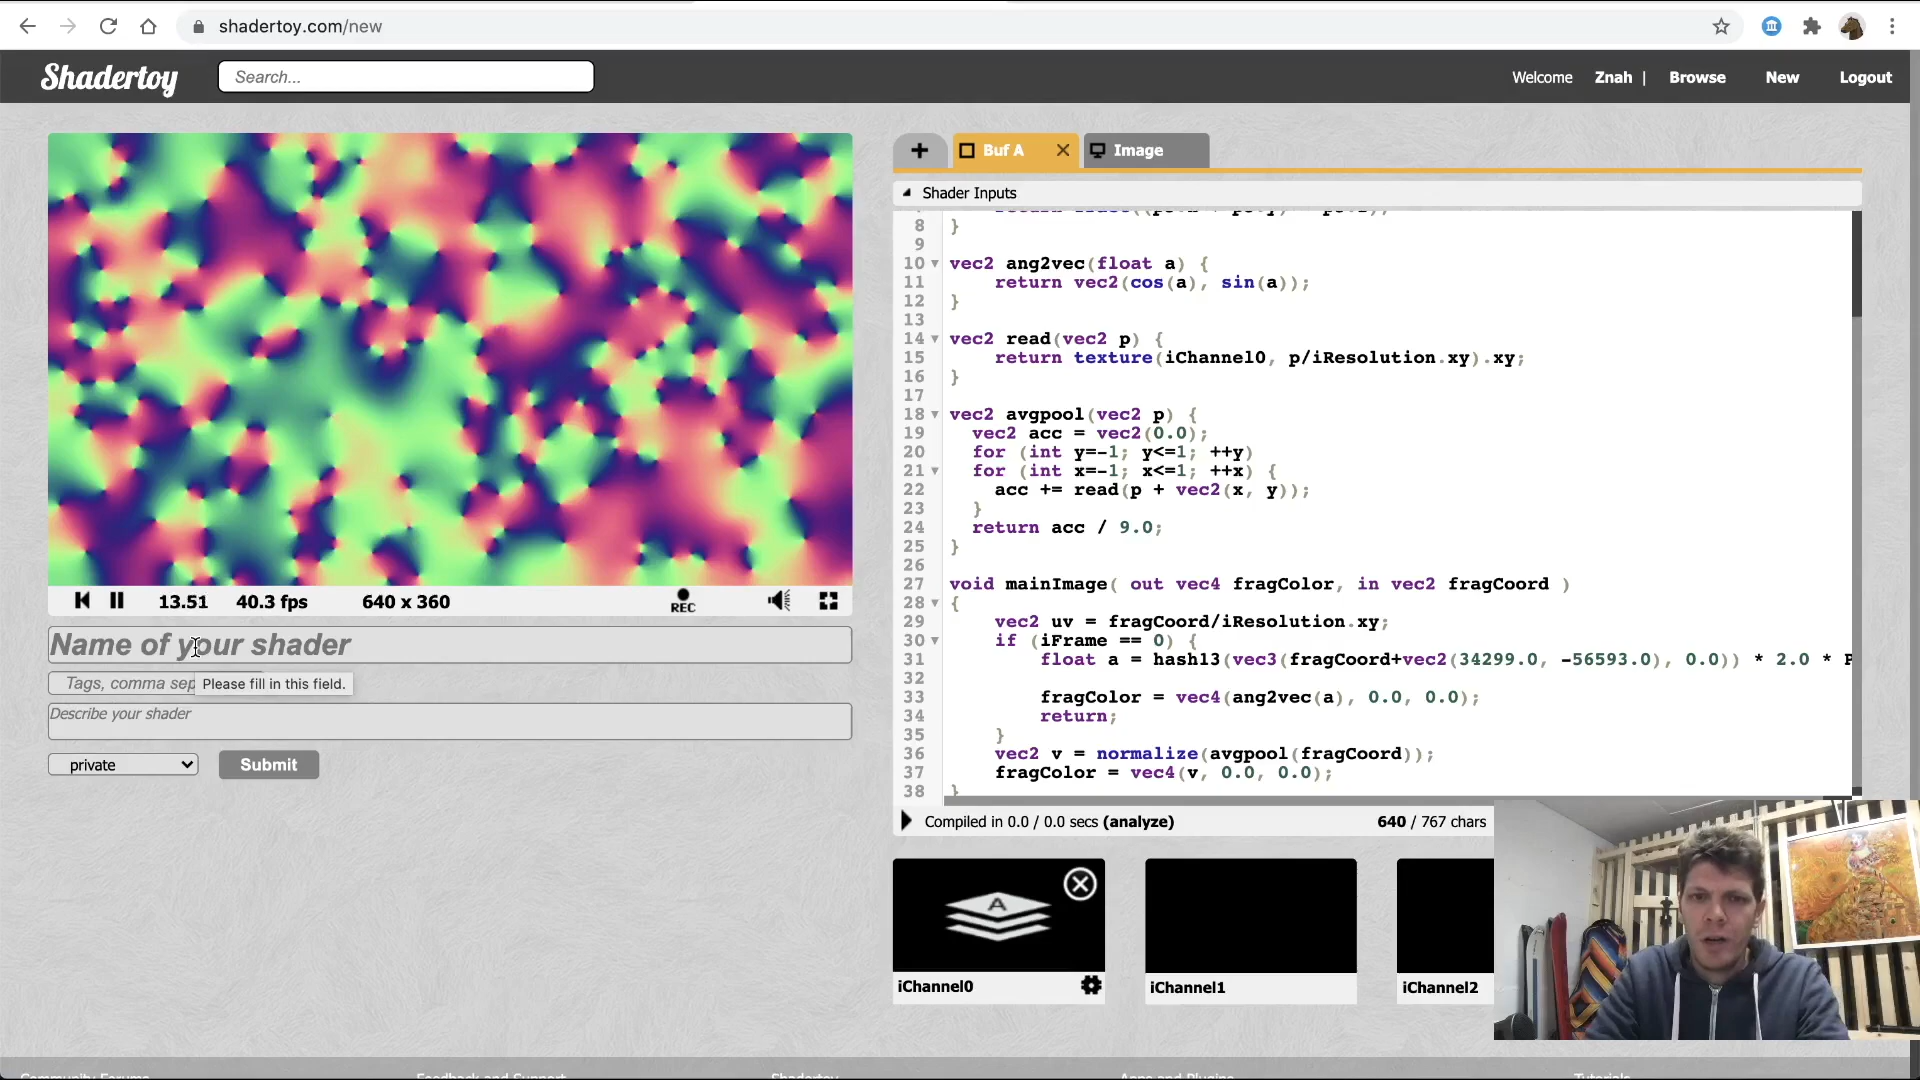 shadertoy.com/new
Shadertoy
Search...
Welcome Znah | Browse New Logout
Buf A
Image
Shader Inputs
8 }
9
10 vec2 ang2vec(float a) {
11 return vec2(cos(a), sin(a));
12 }
13
14 vec2 read(vec2 p) {
15 return texture(iChannel0, p/iResolution.xy).xy;
16 }
17
18 vec2 avgpool(vec2 p) {
19 vec2 acc = vec2(0.0);
20 for (int y=-1; y<=1; ++y)
21 for (int x=-1; x<=1; ++x) {
22 acc += read(p + vec2(x, y));
23 }
24 return acc / 9.0;
25 }
26
27 void mainImage( out vec4 fragColor, in vec2 fragCoord )
28 {
29 vec2 uv = fragCoord/iResolution.xy;
30 if (iFrame == 0) {
31 float a = hash13(vec3(fragCoord+vec2(34299.0, -56593.0), 0.0)) * 2.0 * P
32
33 fragColor = vec4(ang2vec(a), 0.0, 0.0);
34 return;
35 }
36 vec2 v = normalize(avgpool(fragCoord));
37 fragColor = vec4(v, 0.0, 0.0);
38 }
13.51 40.3 fps 640 x 360 REC
Name of your shader
Tags, comma sep
Please fill in this field.
Describe your shader
private
Submit
Compiled in 0.0 / 0.0 secs (analyze) 640 / 767 chars
A
iChannel0
iChannel1
iChannel2